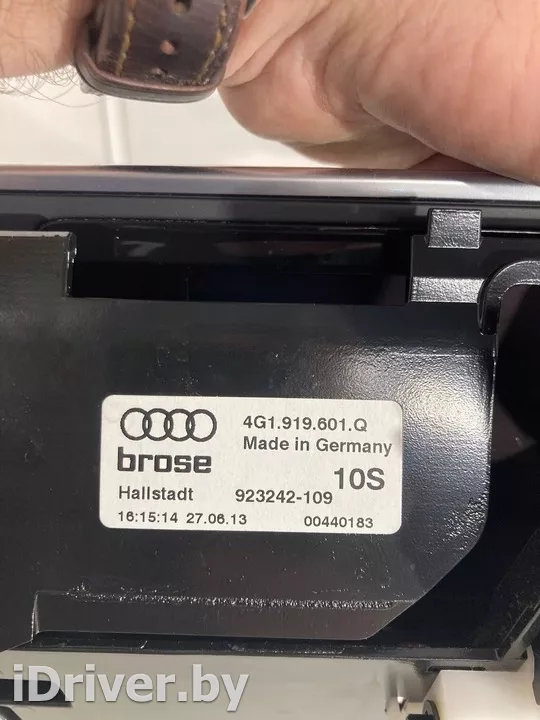 4G1.919.601.Q
Made in Germany
brose
10S
Hallstadt 923242-109
16:15:14 27.06.13 00440183
iDriver.by